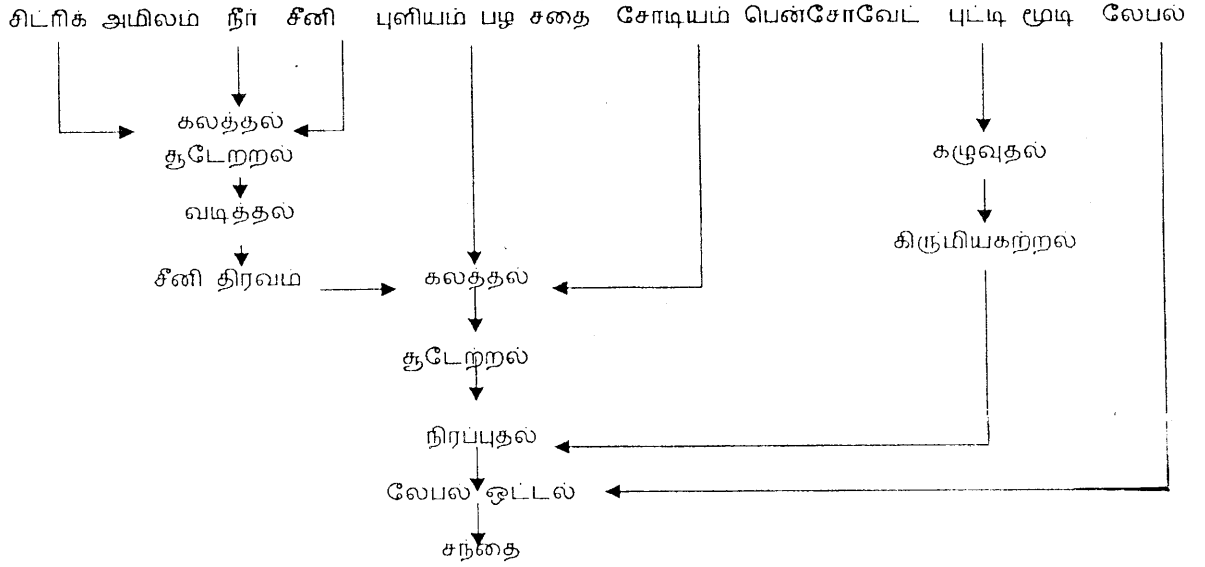 சிட்ரிக் அமிலம் நீர் சீனி புளியம் பழ சதை சோடியம் பென்சோவேட் புட்டி மூடி லேபல்
கலத்தல்
சூடேறறல்
கழுவுதல்
வடித்தல்
கிருமியகற்றல்
சீனி திரவம்
கலத்தல்
சூடேற்றல்
நிரப்புதல்
லேபல் ஒட்டல்
சந்தை